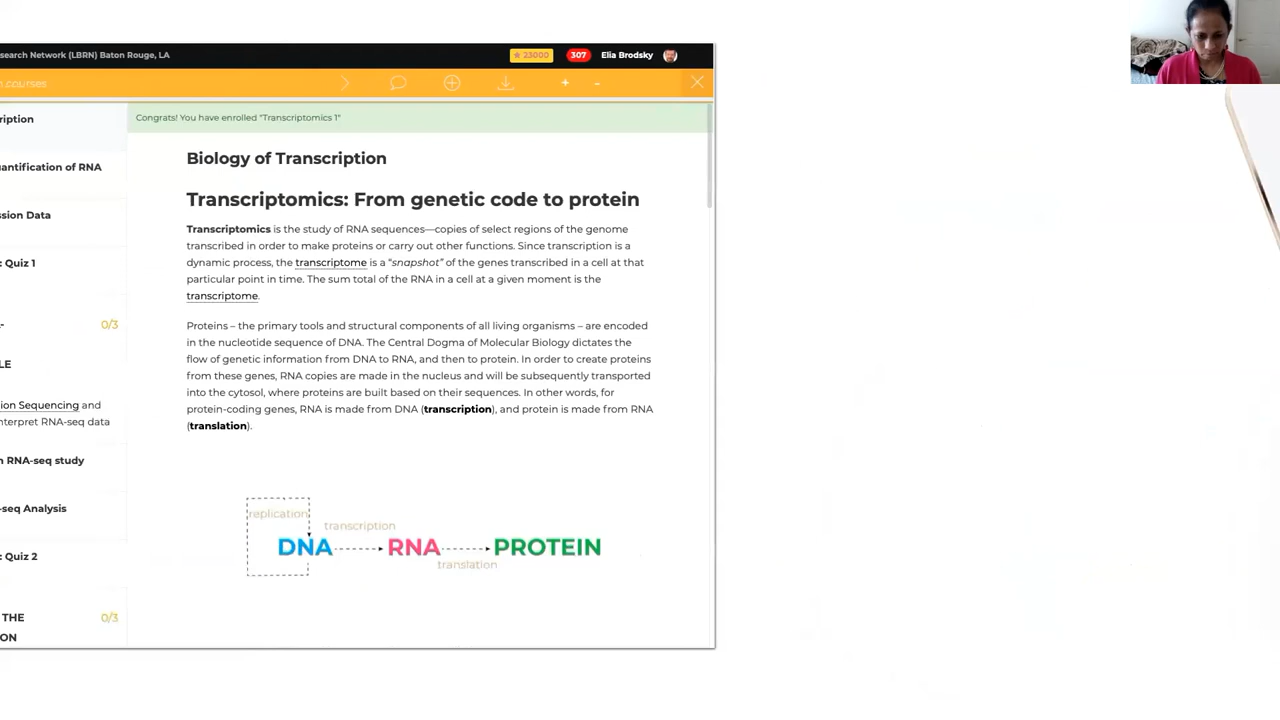 search Network (LBRN) Baton Rouge, LA
23000
307
Elia Brodsky
n.courses
+ -
ription
uantification of RNA
ssion Data
: Quiz 1
0/3
LE
ion Sequencing and
nterpret RNA-seq data
n RNA-seq study
-seq Analysis
: Quiz 2
THE
0/3
ON
Congrats! You have enrolled "Transcriptomics 1"
Biology of Transcription
Transcriptomics: From genetic code to protein
Transcriptomics is the study of RNA sequences—copies of select regions of the genome
transcribed in order to make proteins or carry out other functions. Since transcription is a
dynamic process, the transcriptome is a “snapshot” of the genes transcribed in a cell at that
particular point in time. The sum total of the RNA in a cell at a given moment is the
transcriptome.
Proteins – the primary tools and structural components of all living organisms – are encoded
in the nucleotide sequence of DNA. The Central Dogma of Molecular Biology dictates the
flow of genetic information from DNA to RNA, and then to protein. In order to create proteins
from these genes, RNA copies are made in the nucleus and will be subsequently transported
into the cytosol, where proteins are built based on their sequences. In other words, for
protein-coding genes, RNA is made from DNA (transcription), and protein is made from RNA
(translation).
replication
transcription
DNA RNA PROTEIN
translation